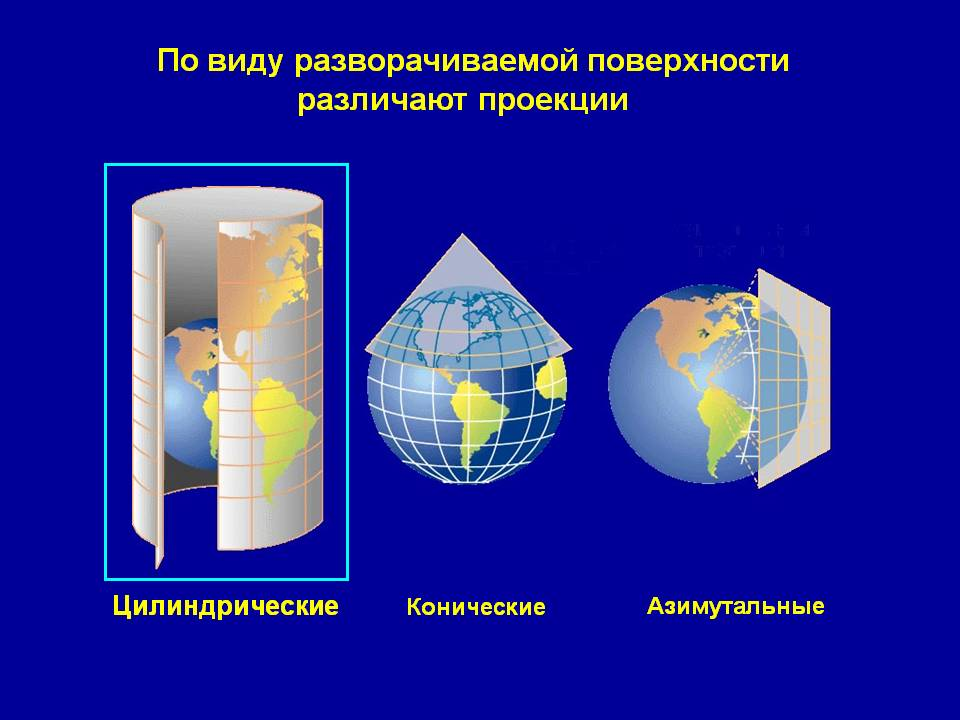 По виду разворачиваемой поверхности
различают проекции
Цилиндрические
Конические
Азимутальные